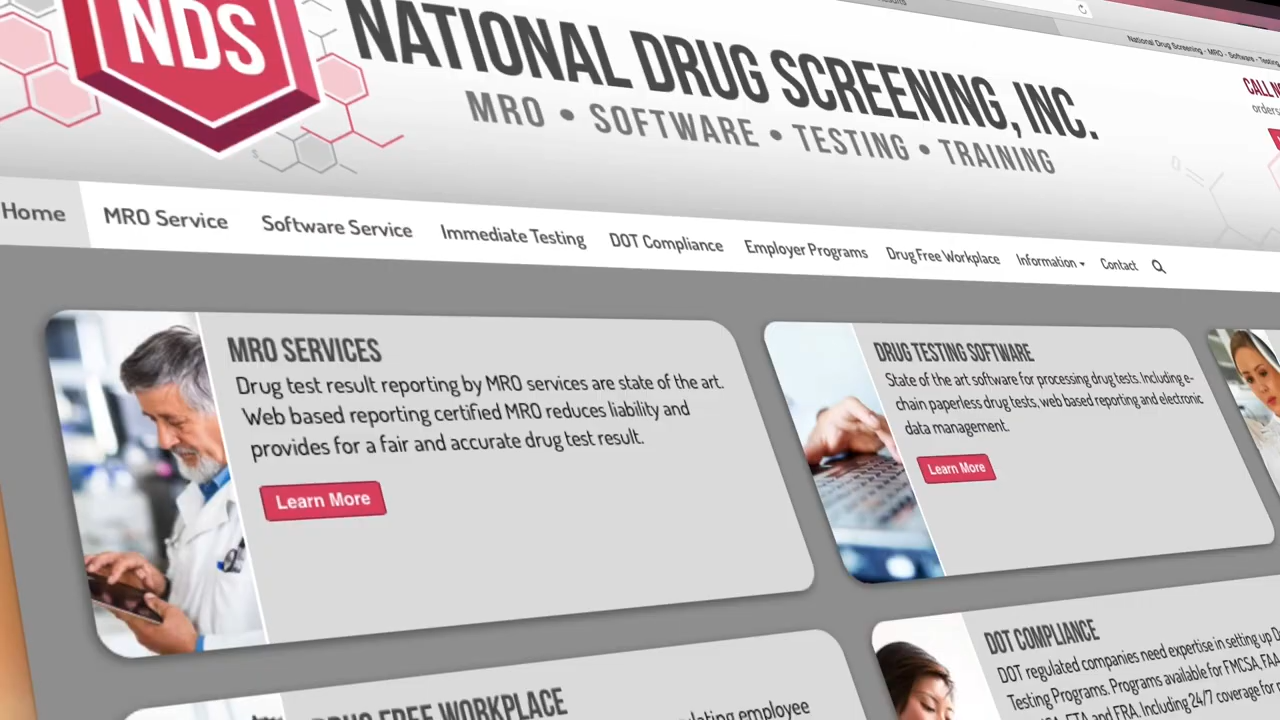 National Drug Screening - MRO - Software - Testing
NDS
NATIONAL DRUG SCREENING, INC.
MRO • SOFTWARE • TESTING • TRAINING
Home
MRO Service
Software Service
Immediate Testing
DOT Compliance
Employer Programs
Drug Free Workplace
Information
Contact
MRO SERVICES
Drug test result reporting by MRO services are state of the art.
Web based reporting certified MRO reduces liability and
provides for a fair and accurate drug test result.
Learn More
DRUG TESTING SOFTWARE
State of the art software for processing drug tests. Including e-
chain paperless drug tests, web based reporting and electronic
data management.
Learn More
DRUG FREE WORKPLACE
employee
DOT COMPLIANCE
DOT regulated companies need expertise in setting up
Testing Programs. Programs available for FMCSA, FAA
FTA and FRA. Including 24/7 coverage for